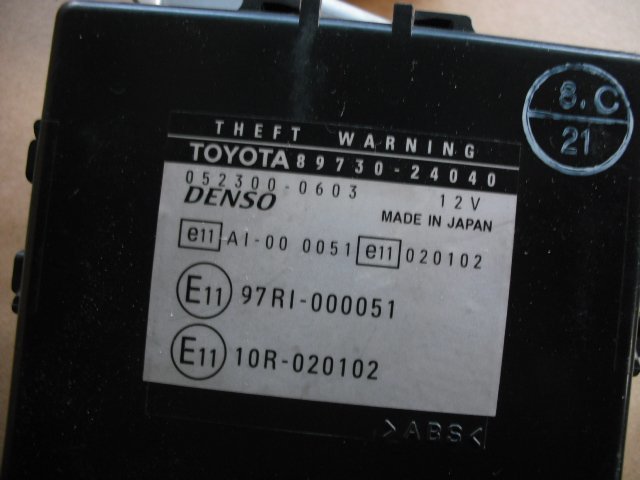 8.C
21
THEFT WARNING
TOYOTA 89730-24040
052300-0603 12V
DENSO MADE IN JAPAN
e11 AI-00 0051 e11 020102
E11 97RI-000051
E11 10R-020102
>ABS<